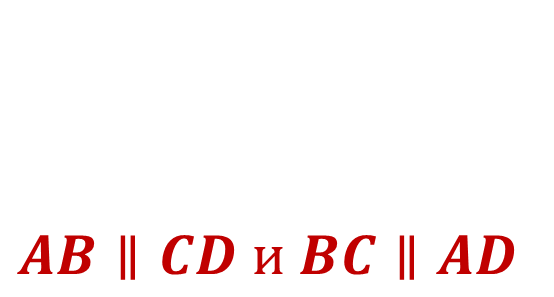 AB ∥ CD и BC ∥ AD